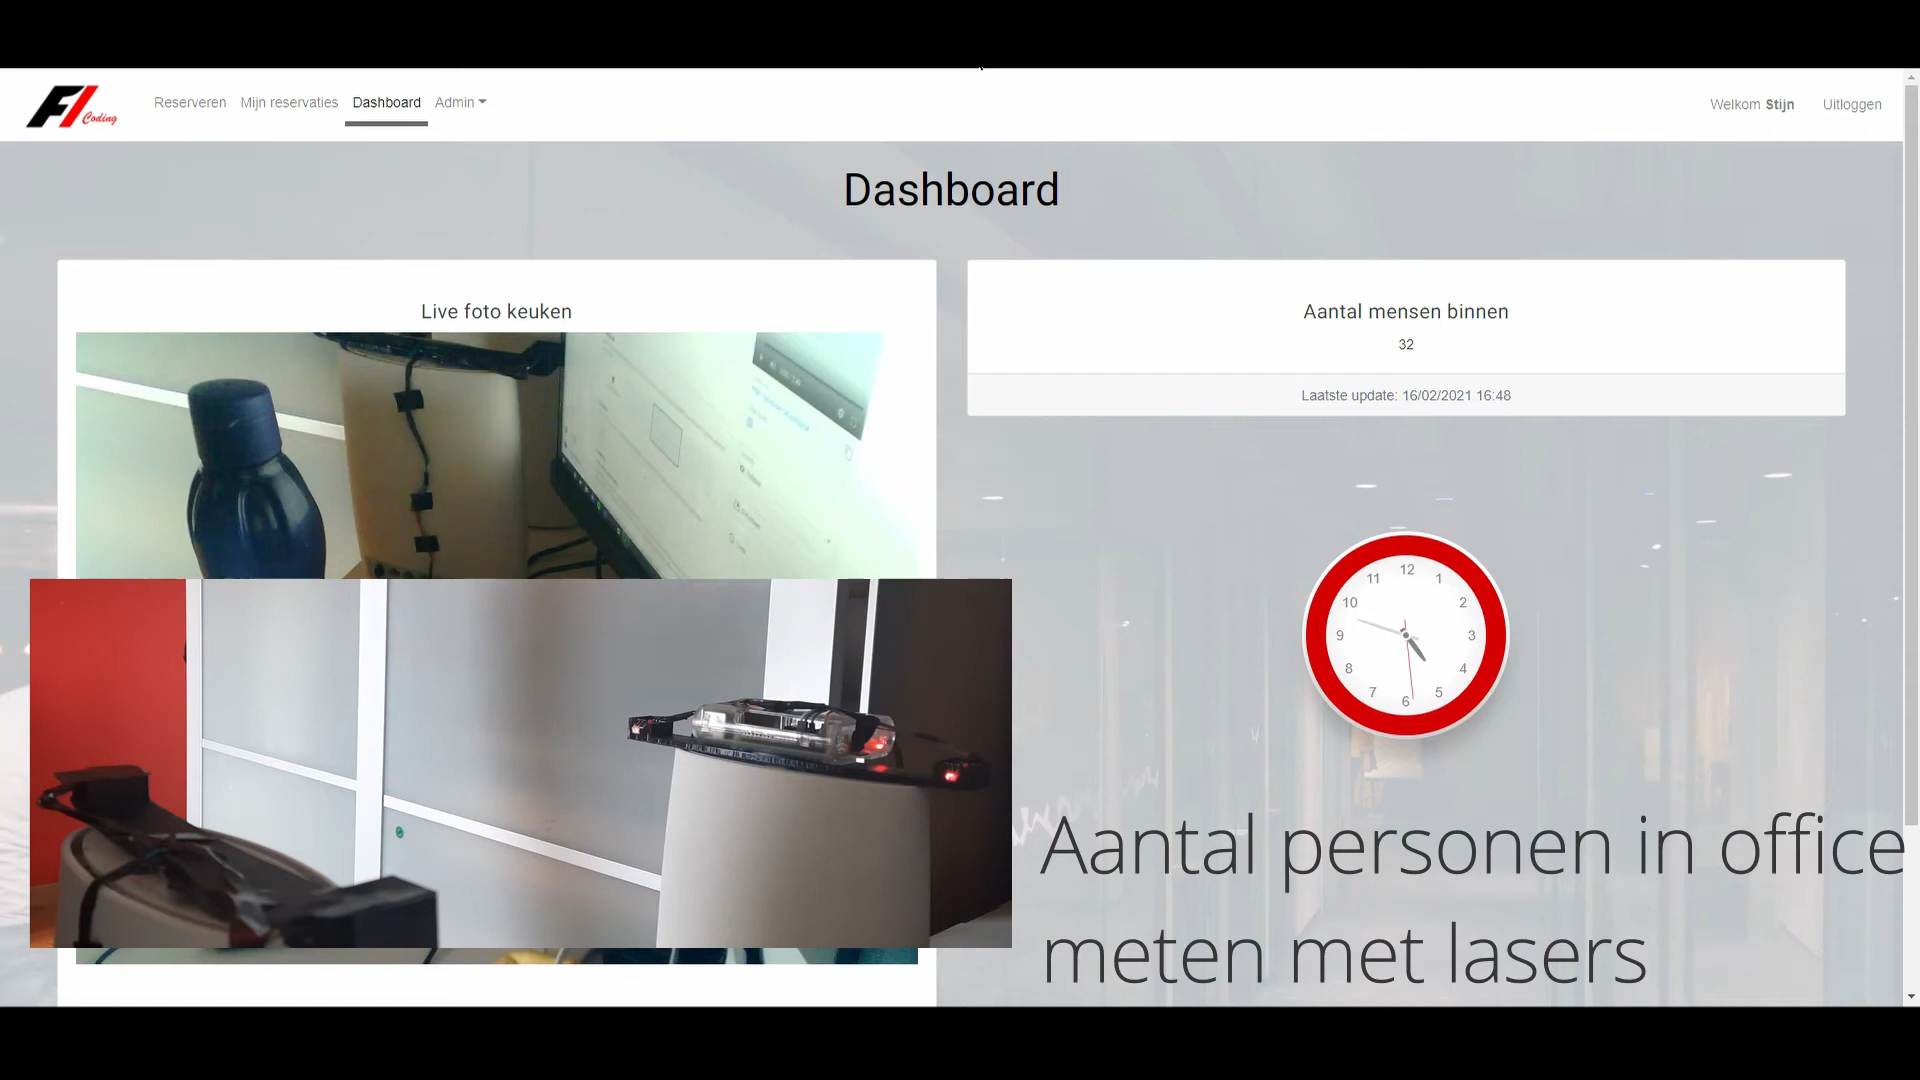 FI Coding
Reserveren Mijn reservaties Dashboard Admin
Welkom Stijn Uitloggen
Dashboard
Live foto keuken
Aantal mensen binnen
32
Laatste update: 16/02/2021 16:48
12
1
2
3
4
5
6
7
8
9
10
11
Aantal personen in office
meten met lasers